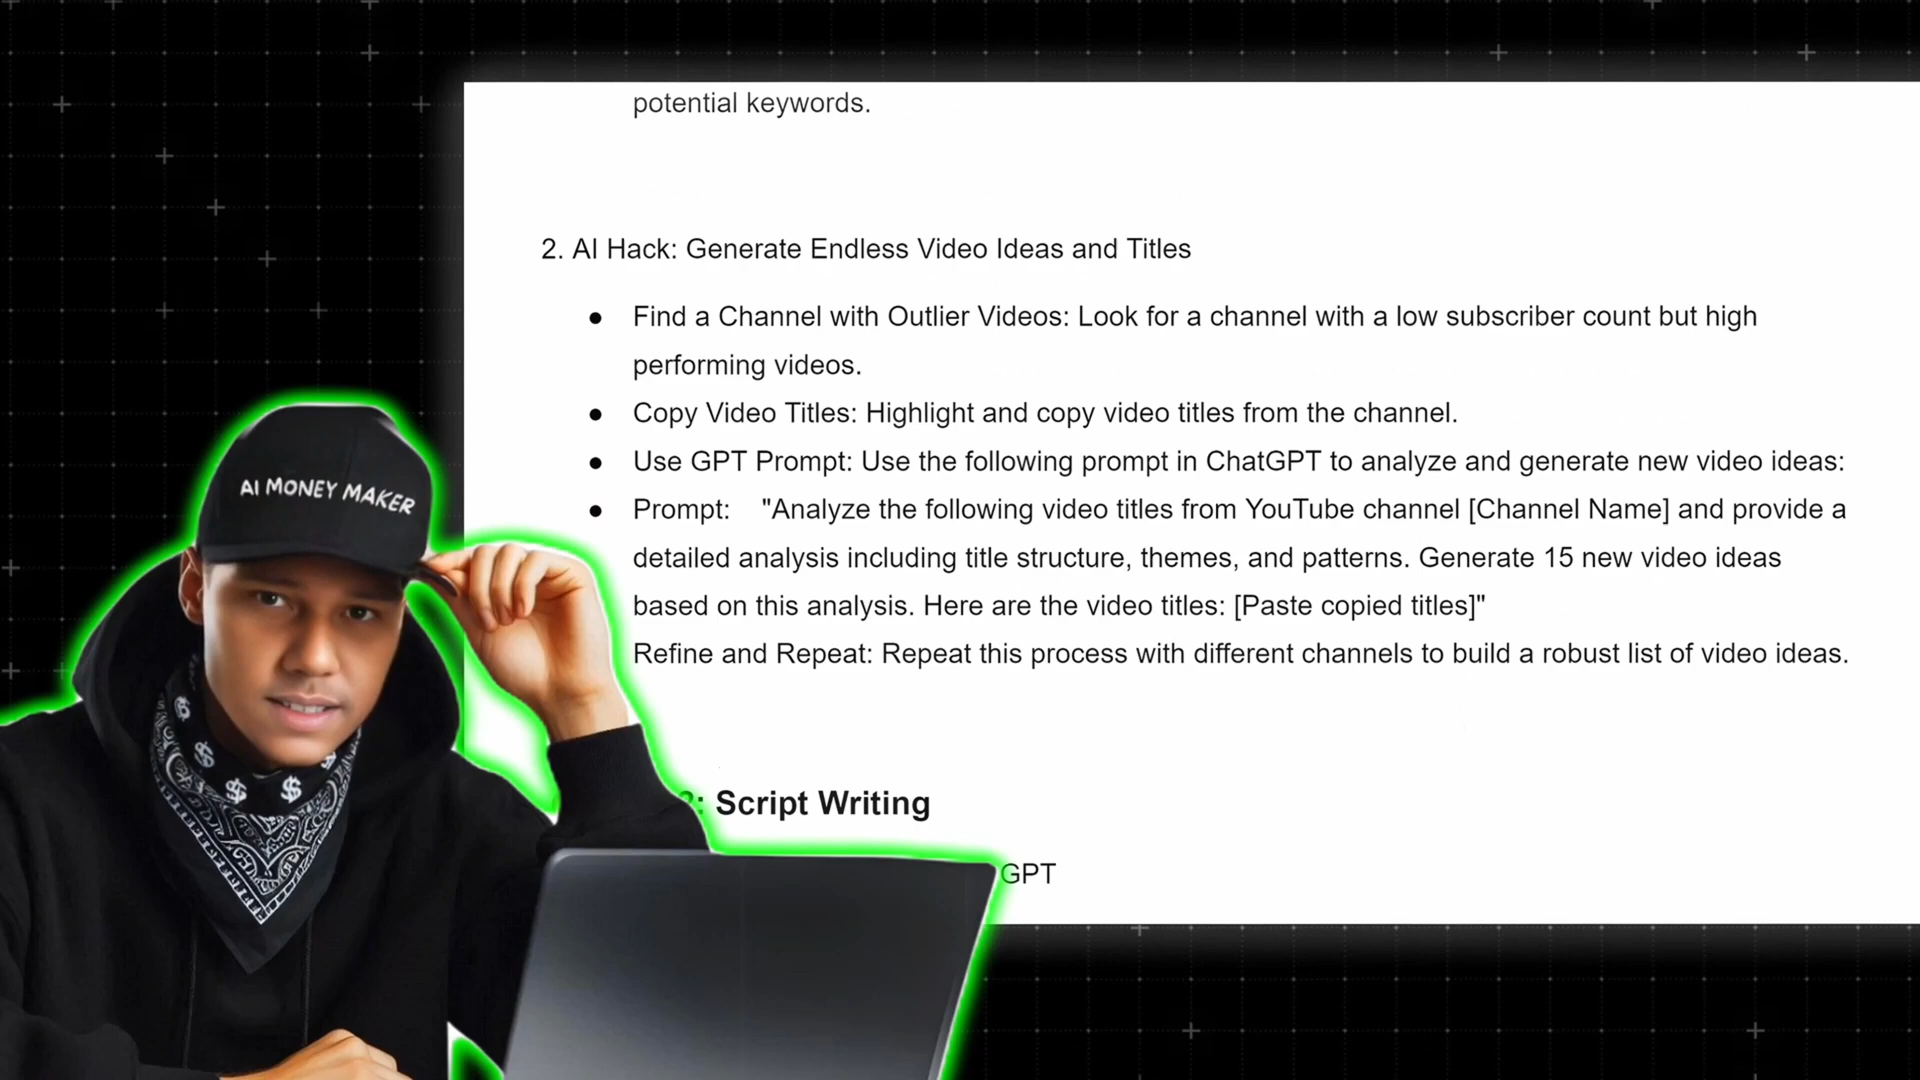 potential keywords.
2. AI Hack: Generate Endless Video Ideas and Titles
● Find a Channel with Outlier Videos: Look for a channel with a low subscriber count but high
performing videos.
● Copy Video Titles: Highlight and copy video titles from the channel.
● Use GPT Prompt: Use the following prompt in ChatGPT to analyze and generate new video ideas:
● Prompt: "Analyze the following video titles from YouTube channel [Channel Name] and provide a
detailed analysis including title structure, themes, and patterns. Generate 15 new video ideas
based on this analysis. Here are the video titles: [Paste copied titles]"
Refine and Repeat: Repeat this process with different channels to build a robust list of video ideas.
: Script Writing
GPT
AI MONEY MAKER